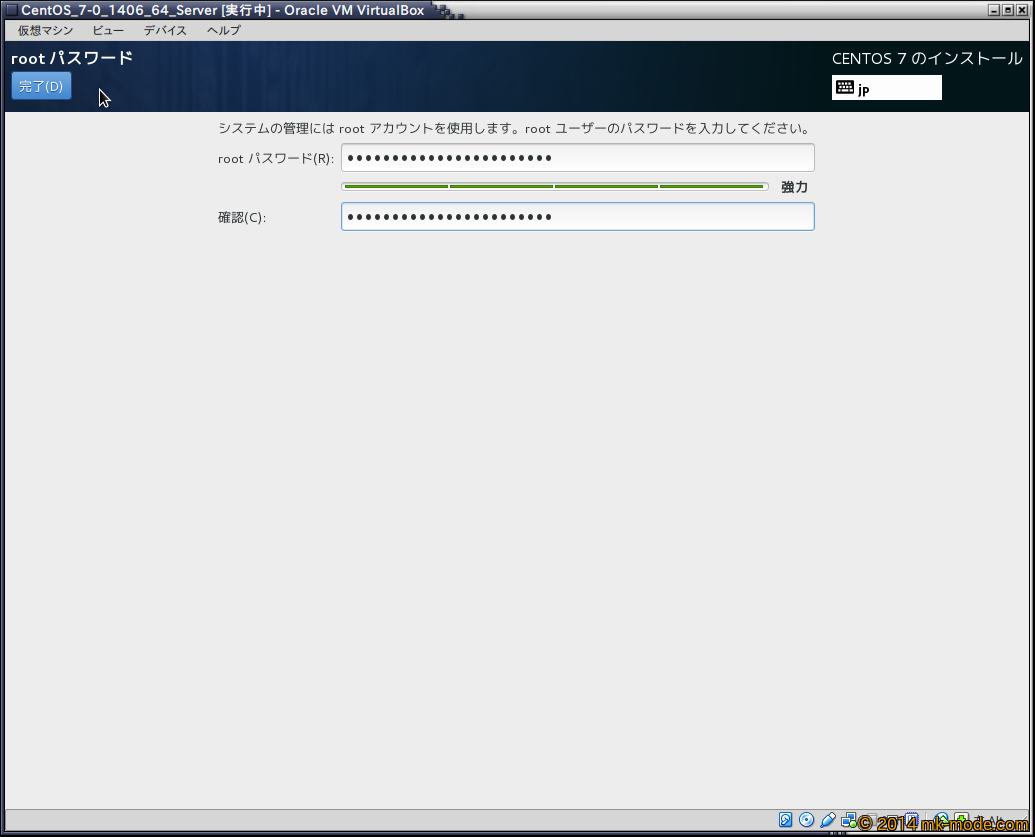 CentOS_7-0_1406_64_Server [実行中] - Oracle VM VirtualBox
仮想マシン ビュー デバイス ヘルプ
root パスワード
CENTOS 7 のインストール
完了(D)
jp
システムの管理には root アカウントを使用します。root ユーザーのパスワードを入力してください。
root パスワード(R): ●●●●●●●●●●●●●●●●●●●●●●●
強力
確認(C): ●●●●●●●●●●●●●●●●●●●●●●●
© 2014 mk-mode.com